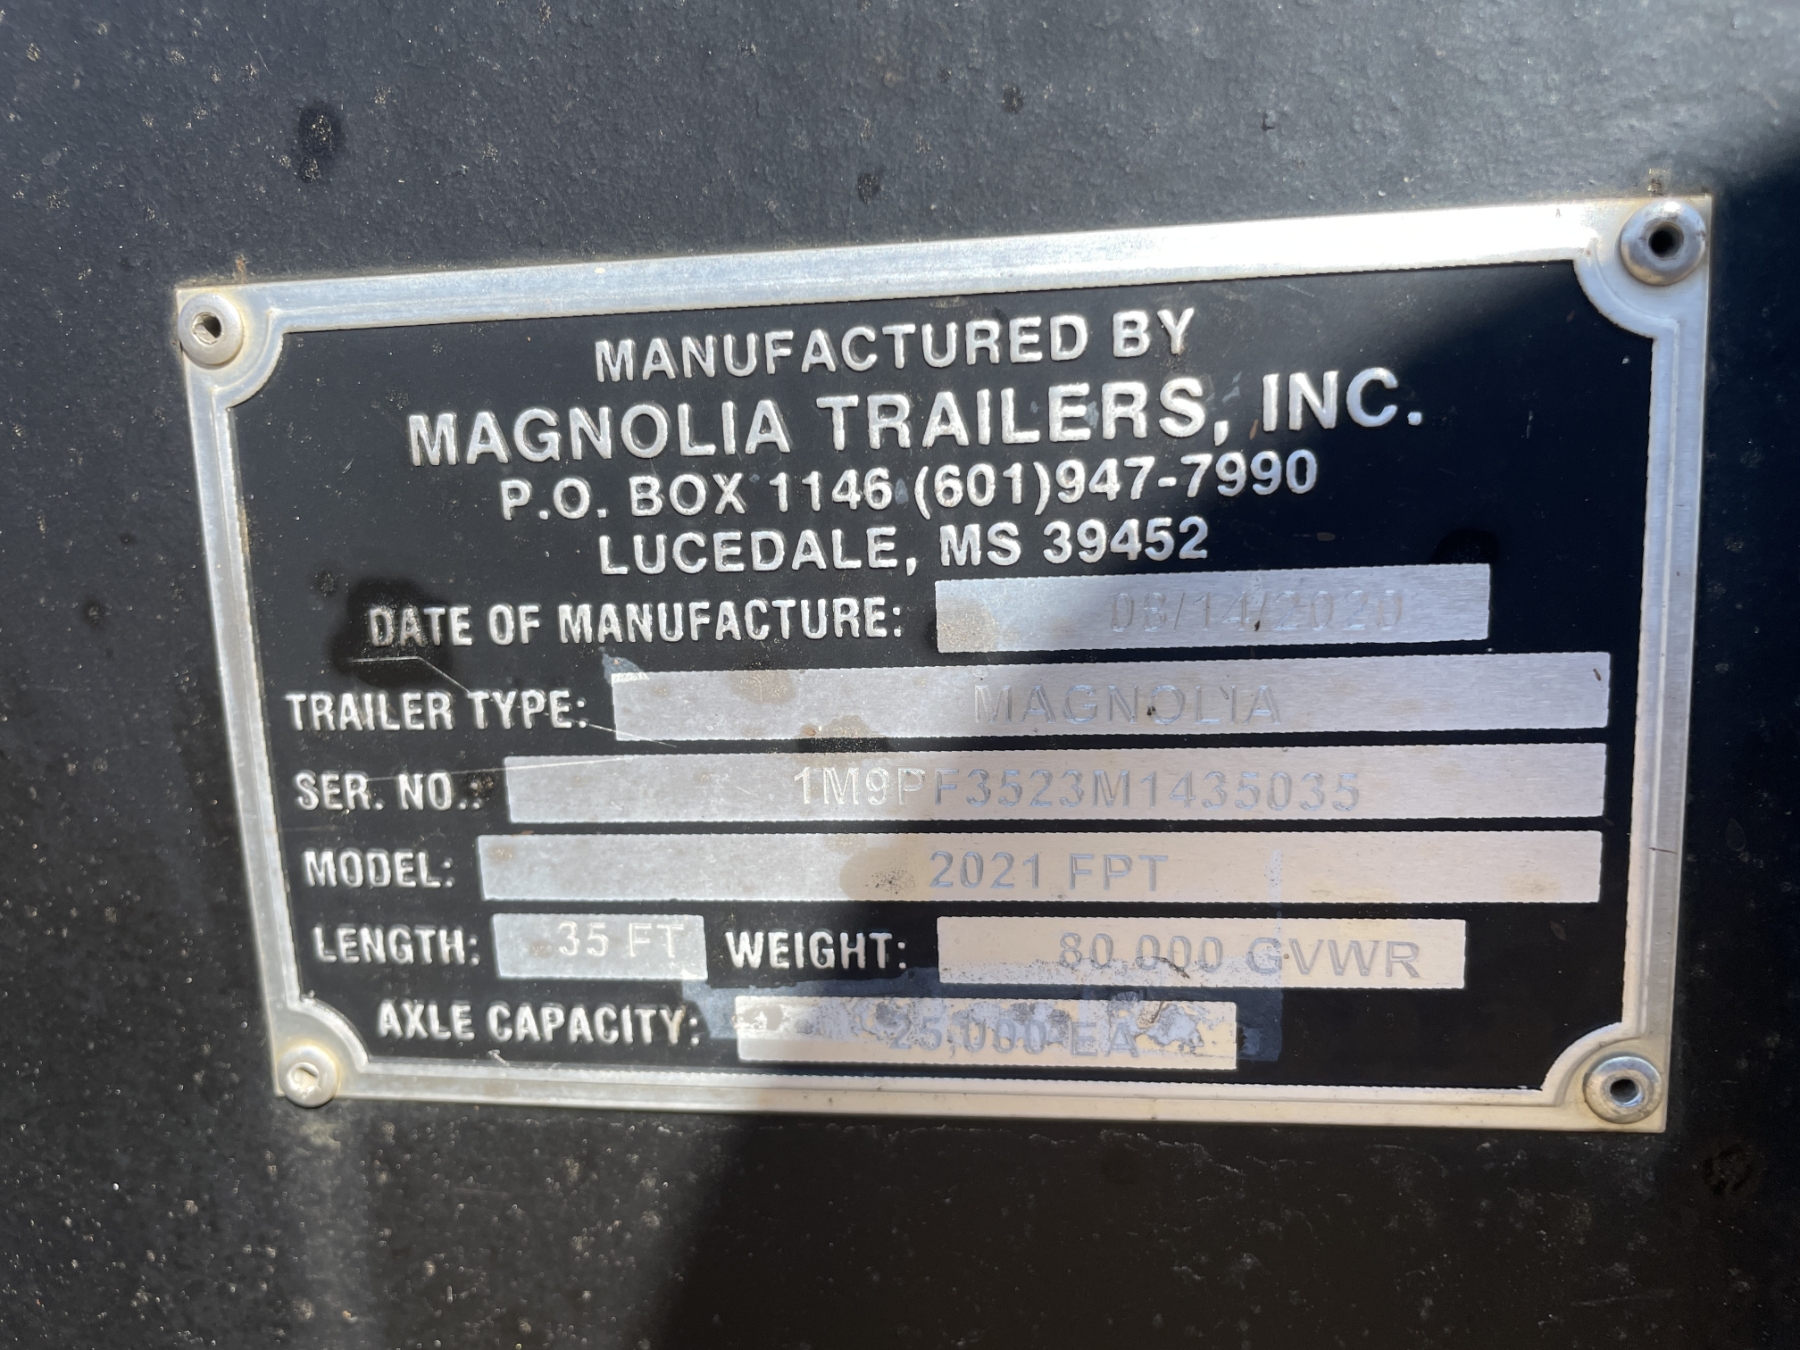 MANUFACTURED BY
MAGNOLIA TRAILERS, INC.
P.O. BOX 1146 (601)947-7990
LUCEDALE, MS 39452
DATE OF MANUFACTURE: 08/14/2020
TRAILER TYPE: MAGNOLIA
SER. NO.: 1M9PF3523M1435035
MODEL: 2021 FPT
LENGTH: 35 FT WEIGHT: 80,000 GVWR
AXLE CAPACITY: 25,000 EA